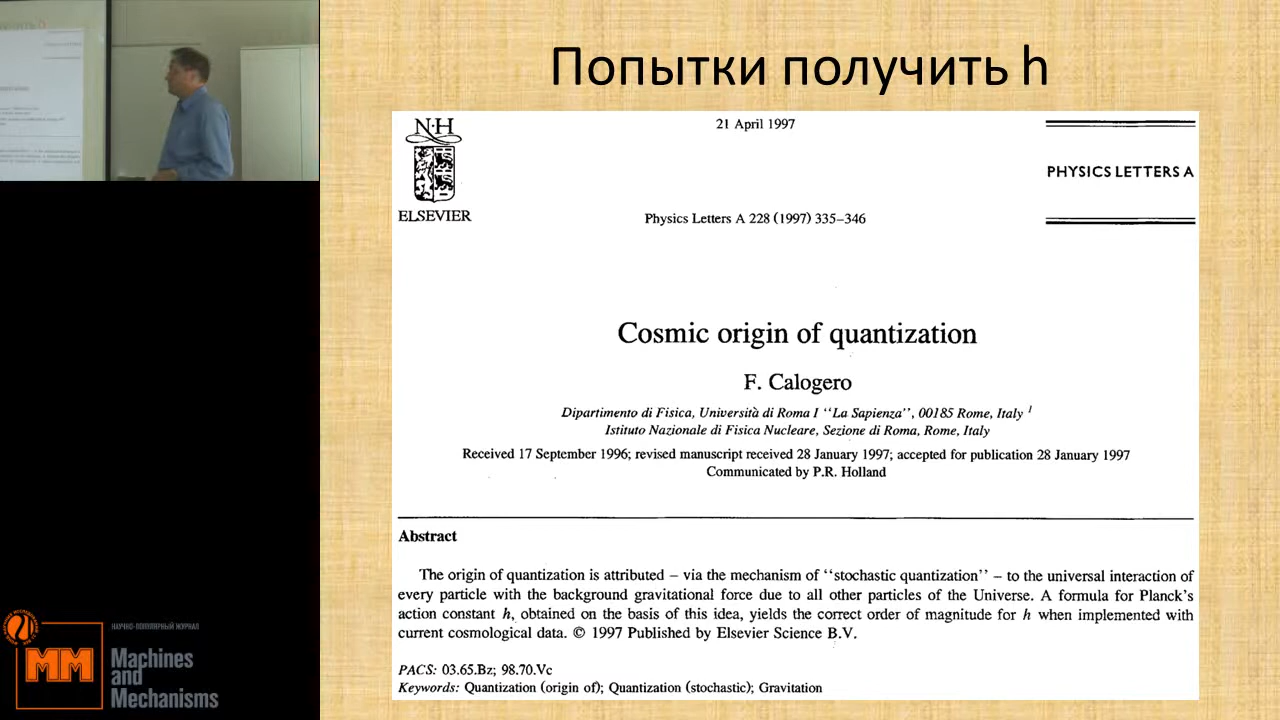 Попытки получить h
N·H
ELSEVIER
21 April 1997
Physics Letters A 228 (1997) 335–346
PHYSICS LETTERS A
Cosmic origin of quantization
F. Calogero
Dipartimento di Fisica, Università di Roma I ‘‘La Sapienza’’, 00185 Rome, Italy 1
Istituto Nazionale di Fisica Nucleare, Sezione di Roma, Rome, Italy
Received 17 September 1996; revised manuscript received 28 January 1997; accepted for publication 28 January 1997
Communicated by P.R. Holland
Abstract
The origin of quantization is attributed – via the mechanism of ‘‘stochastic quantization’’ – to the universal interaction of
every particle with the background gravitational force due to all other particles of the Universe. A formula for Planck's
action constant h, obtained on the basis of this idea, yields the correct order of magnitude for h when implemented with
current cosmological data. © 1997 Published by Elsevier Science B.V.
PACS: 03.65.Bz; 98.70.Vc
Keywords: Quantization (origin of); Quantization (stochastic); Gravitation
НАУЧНО-ПОПУЛЯРНЫЙ ЖУРНАЛ
ММ
Machines
and
Mechanisms